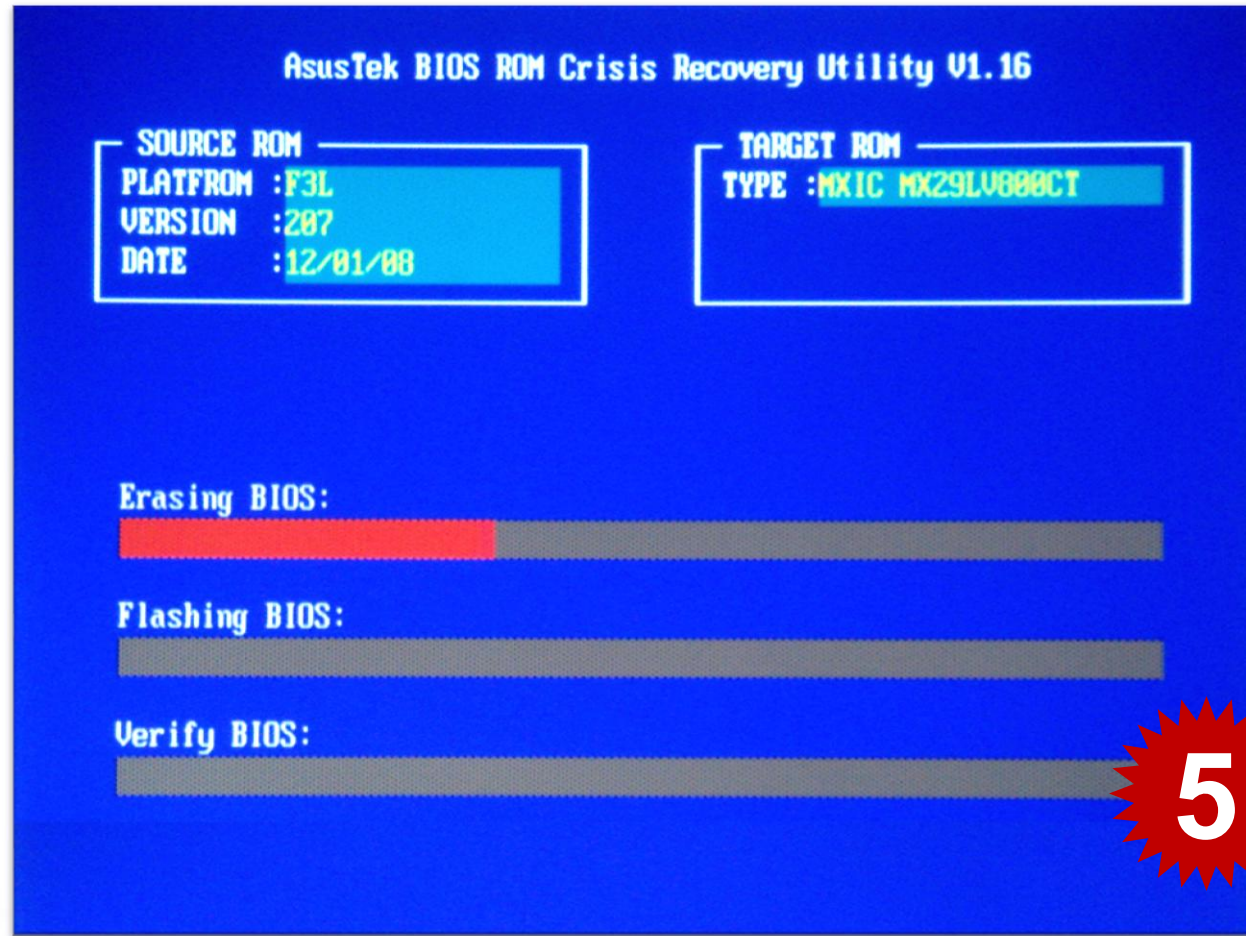 AsusTek BIOS ROM Crisis Recovery Utility V1.16
SOURCE ROM
PLATFROM :F3L
VERSION :207
DATE :12/01/08
TARGET ROM
TYPE :MXIC MX29LV800CT
Erasing BIOS:
Flashing BIOS:
Verify BIOS:
5